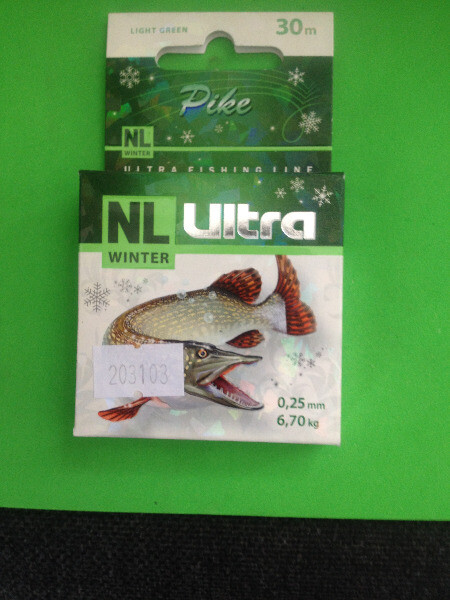 LIGHT GREEN 30m
Pike
NL
WINTER
ULTRA FISHING LINE
NL Ultra
WINTER
203103
0,25 mm
6,70 kg